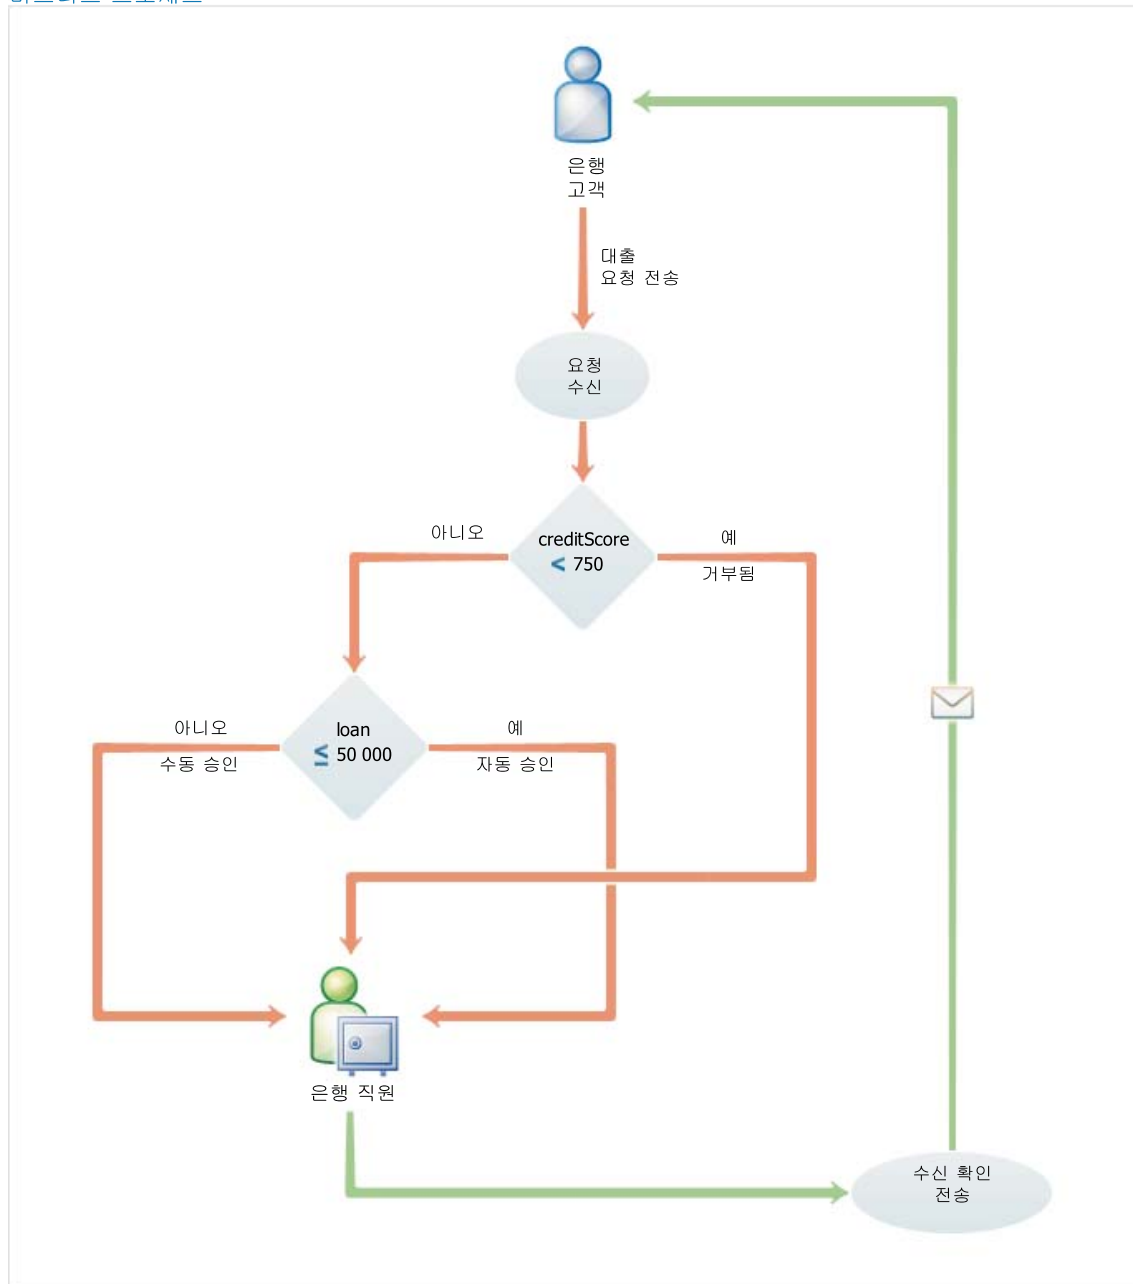 은행
고객
대출
요청 전송
요청
수신
아니오
creditScore
< 750
예
거부됨
아니오
수동 승인
loan
≤ 50 000
예
자동 승인
은행 직원
수신 확인
전송